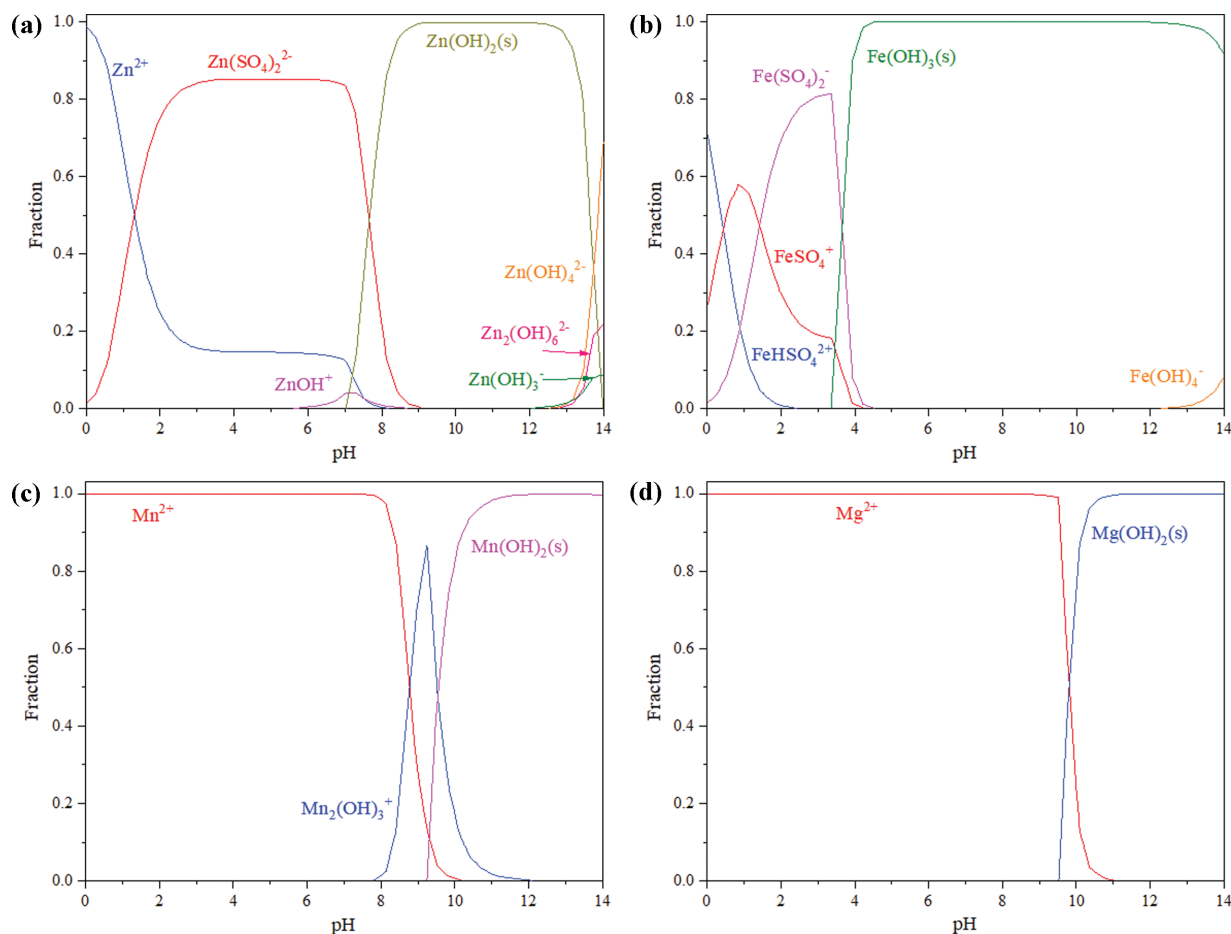 (a)
Fraction
1.0
0.8
0.6
0.4
0.2
0.0
Zn²⁺
Zn(SO₄)₂²⁻
Zn(OH)₂(s)
Zn(OH)₄²⁻
Zn₂(OH)₆²⁻
Zn(OH)₃⁻
ZnOH⁺
0 2 4 6 8 10 12 14
pH
(b)
Fraction
1.0
0.8
0.6
0.4
0.2
0.0
Fe(OH)₃(s)
Fe(SO₄)₂⁻
FeSO₄⁺
FeHSO₄²⁺
Fe(OH)₄⁻
0 2 4 6 8 10 12 14
pH
(c)
Fraction
1.0
0.8
0.6
0.4
0.2
0.0
Mn²⁺
Mn(OH)₂(s)
Mn₂(OH)₃⁺
0 2 4 6 8 10 12 14
pH
(d)
Fraction
1.0
0.8
0.6
0.4
0.2
0.0
Mg²⁺
Mg(OH)₂(s)
0 2 4 6 8 10 12 14
pH